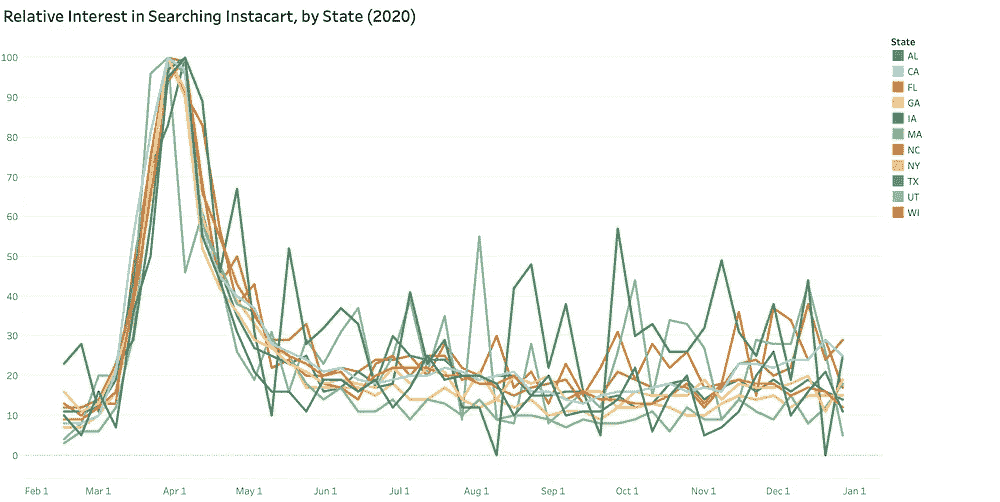 Relative Interest in Searching Instacart, by State (2020)
State
AL
CA
FL
GA
IA
MA
NC
NY
TX
UT
WI
100
90
80
70
60
50
40
30
20
10
0
Feb 1 Mar 1 Apr 1 May 1 Jun 1 Jul 1 Aug 1 Sep 1 Oct 1 Nov 1 Dec 1 Jan 1